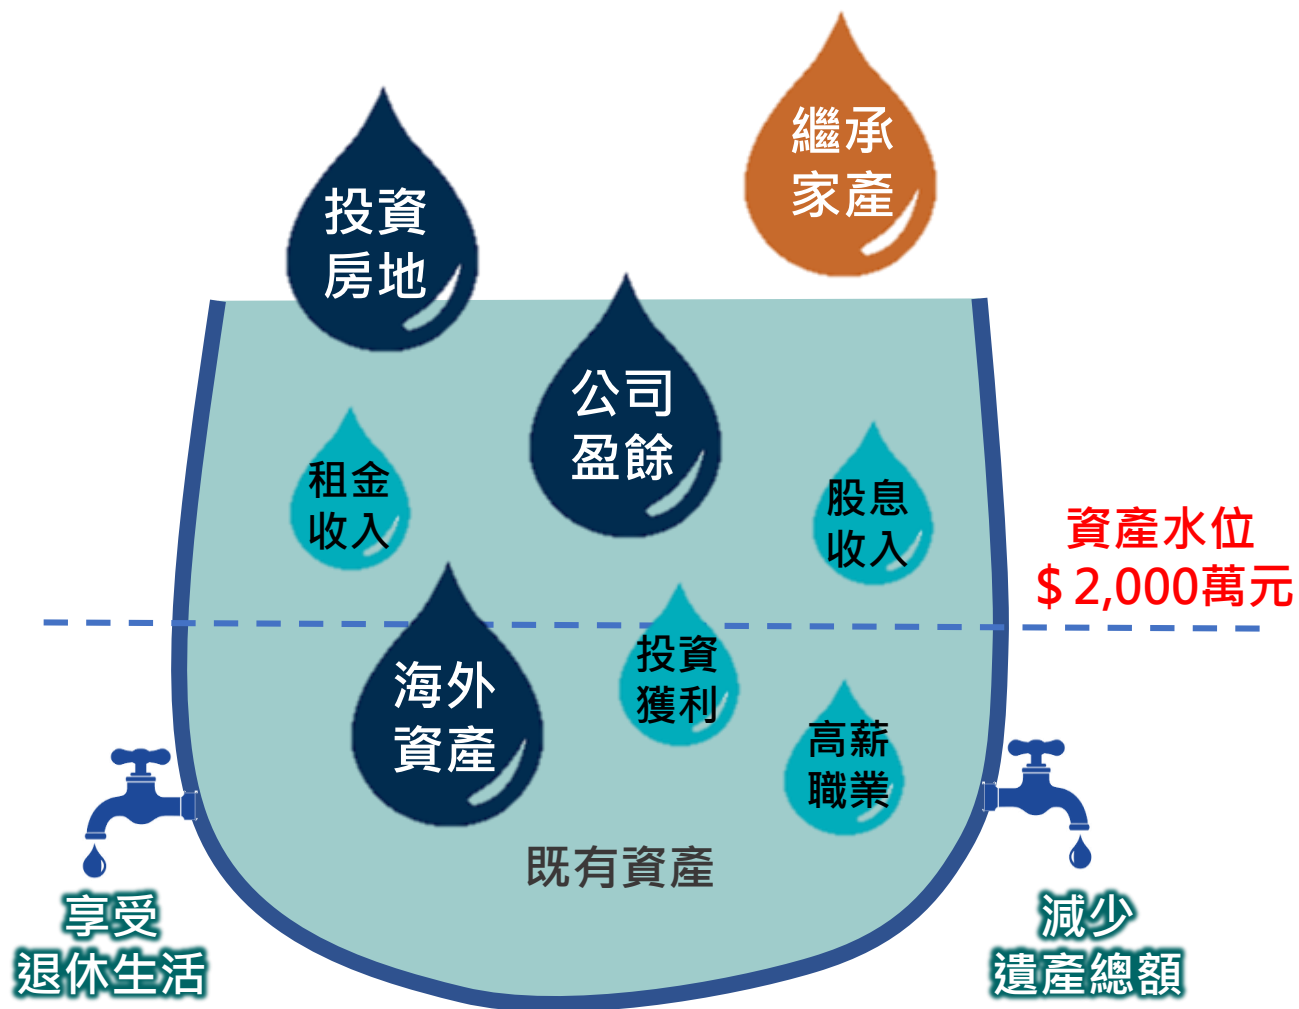 繼承
家產
投資
房地
公司
盈餘
租金
收入
股息
收入
資產水位
$ 2,000萬元
海外
資產
投資
獲利
高薪
職業
既有資產
享受
退休生活
減少
遺產總額